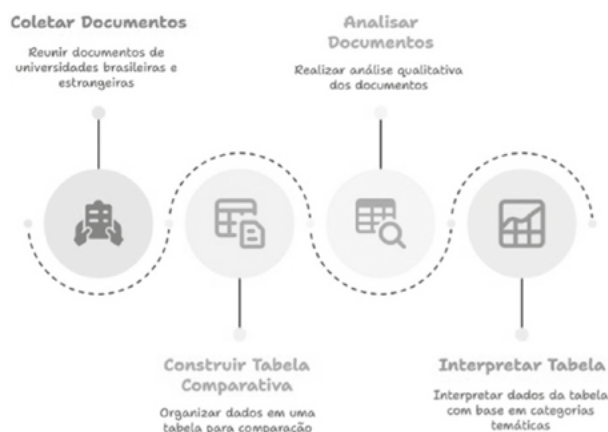 Coletar Documentos
Reunir documentos de
universidades brasileiras e
estrangeiras
Analisar
Documentos
Realizar análise qualitativa
dos documentos
Construir Tabela
Comparativa
Organizar dados em uma
tabela para comparação
Interpretar Tabela
Interpretar dados da tabela
com base em categorias
temáticas